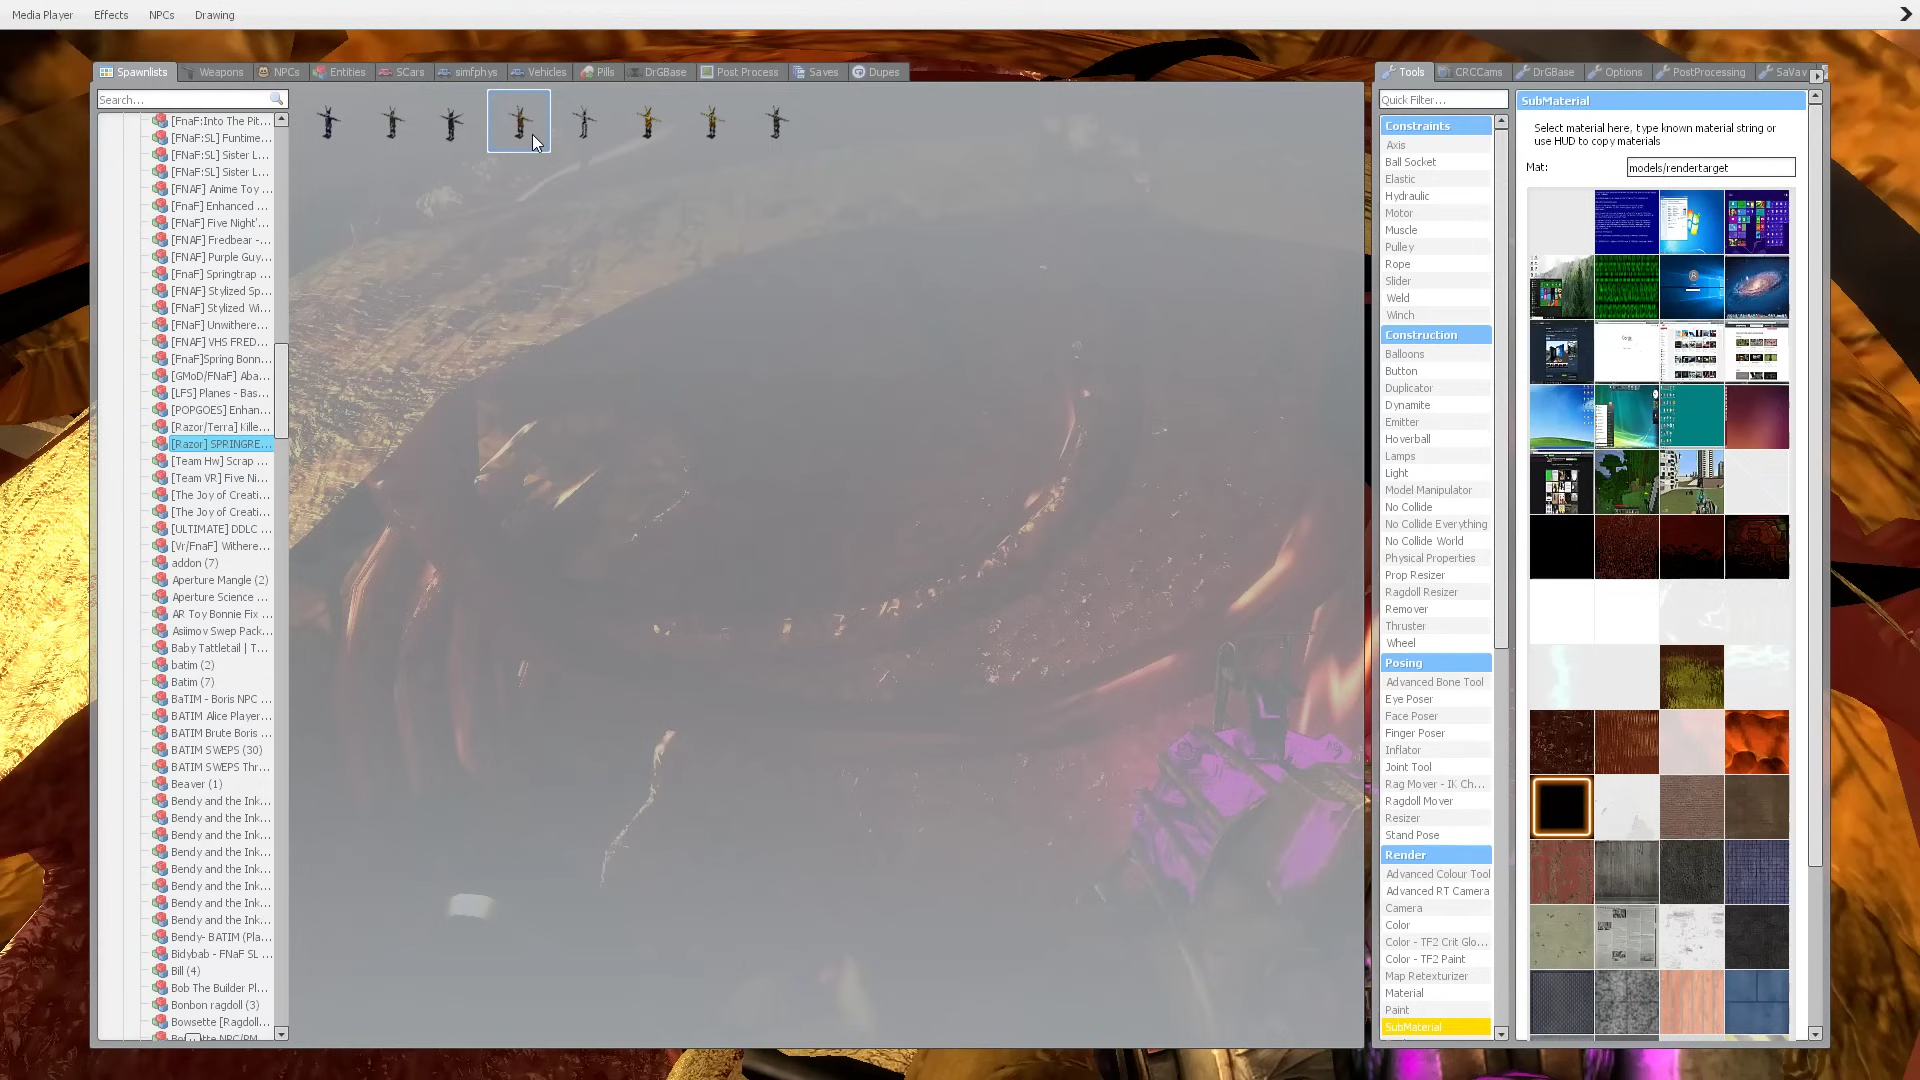 Media Player Effects NPCs Drawing
Spawnlists Weapons NPCs Entities SCars simfphys Vehicles Pills DrGBase Post Process Saves Dupes
Search...
[FnaF:Into The Pit...
[FNaF:SL] Funtime...
[FNaF:SL] Sister L...
[FNaF:SL] Sister L...
[FNAF] Anime Toy ...
[FnaF] Enhanced ...
[FNaF] Five Night'...
[FNAF] Fredbear -...
[FNAF] Purple Guy...
[FnaF] Springtrap ...
[FNaF] Stylized Sp...
[FNaF] Stylized Wi...
[FNaF] Unwithere...
[FNAF] VHS FRED...
[FnaF]Spring Bonn...
[GMoD/FNaF] Aba...
[LFS] Planes - Bas...
[POPGOES] Enhan...
[Razor/Terra] Kille...
[Razor] SPRINGRE...
[Team Hw] Scrap ...
[Team VR] Five Ni...
[The Joy of Creati...
[The Joy of Creati...
[ULTIMATE] DDLC ...
[Vr/FnaF] Withere...
addon (7)
Aperture Mangle (2)
Aperture Science ...
AR Toy Bonnie Fix ...
Asiimov Swep Pack...
Baby Tattletail | T...
batim (2)
Batim (7)
BaTIM - Boris NPC ...
BATIM Alice Player...
BATIM Brute Boris ...
BATIM SWEPS (30)
BATIM SWEPS Thr...
Beaver (1)
Bendy and the Ink...
Bendy and the Ink...
Bendy and the Ink...
Bendy and the Ink...
Bendy and the Ink...
Bendy and the Ink...
Bendy and the Ink...
Bendy and the Ink...
Bendy- BATIM (Pla...
Bidybab - FNaF SL ...
Bill (4)
Bob The Builder Pl...
Bonbon ragdoll (3)
Bowsette [Ragdoll...
Tools CRCCams DrGBase Options PostProcessing SaVav
Quick Filter...
Constraints
Axis
Ball Socket
Elastic
Hydraulic
Motor
Muscle
Pulley
Rope
Slider
Weld
Winch
Construction
Balloons
Button
Duplicator
Dynamite
Emitter
Hoverball
Lamps
Light
Model Manipulator
No Collide
No Collide Everything
No Collide World
Physical Properties
Prop Resizer
Ragdoll Resizer
Remover
Thruster
Wheel
Posing
Advanced Bone Tool
Eye Poser
Face Poser
Finger Poser
Inflator
Joint Tool
Rag Mover - IK Ch...
Ragdoll Mover
Resizer
Stand Pose
Render
Advanced Colour Tool
Advanced RT Camera
Camera
Color
Color - TF2 Crit Glo...
Color - TF2 Paint
Map Retexturizer
Material
Paint
SubMaterial
SubMaterial
Select material here, type known material string or
use HUD to copy materials
Mat: models/rendertarget